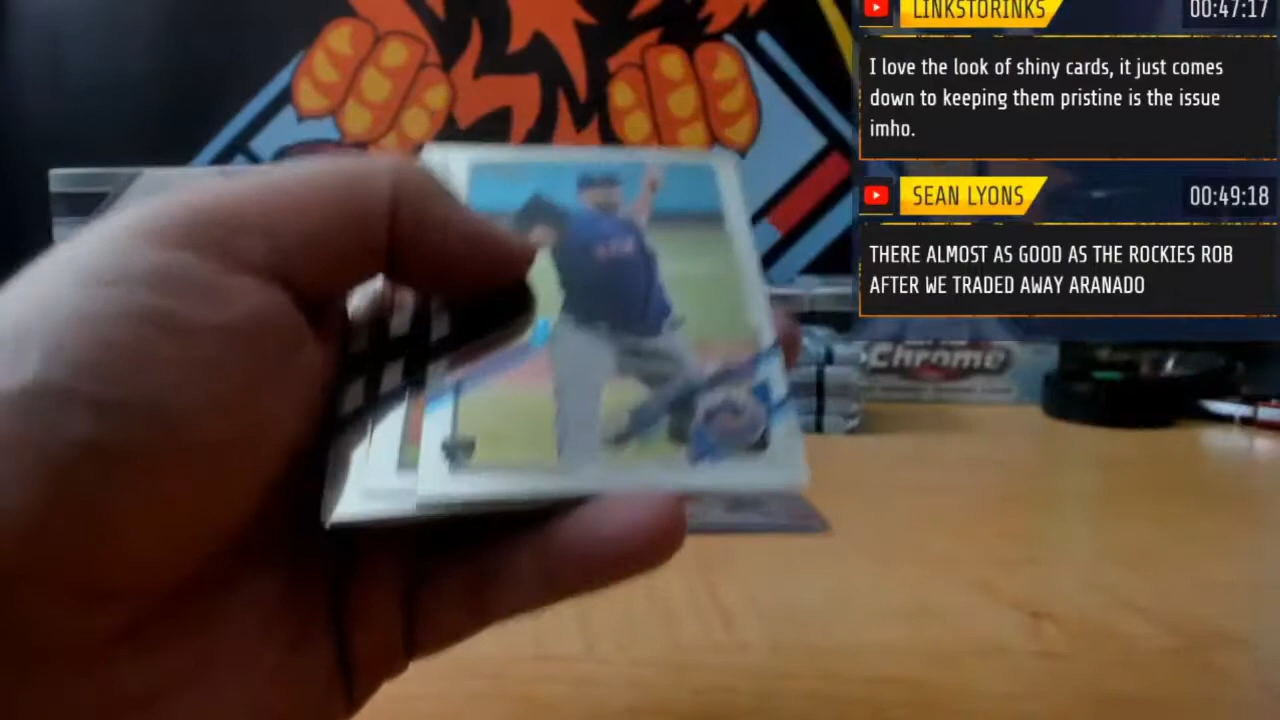 LINKSTORINKS
00:47:17
I love the look of shiny cards, it just comes
down to keeping them pristine is the issue
imho.
SEAN LYONS
00:49:18
THERE ALMOST AS GOOD AS THE ROCKIES ROB
AFTER WE TRADED AWAY ARANADO
Chrome